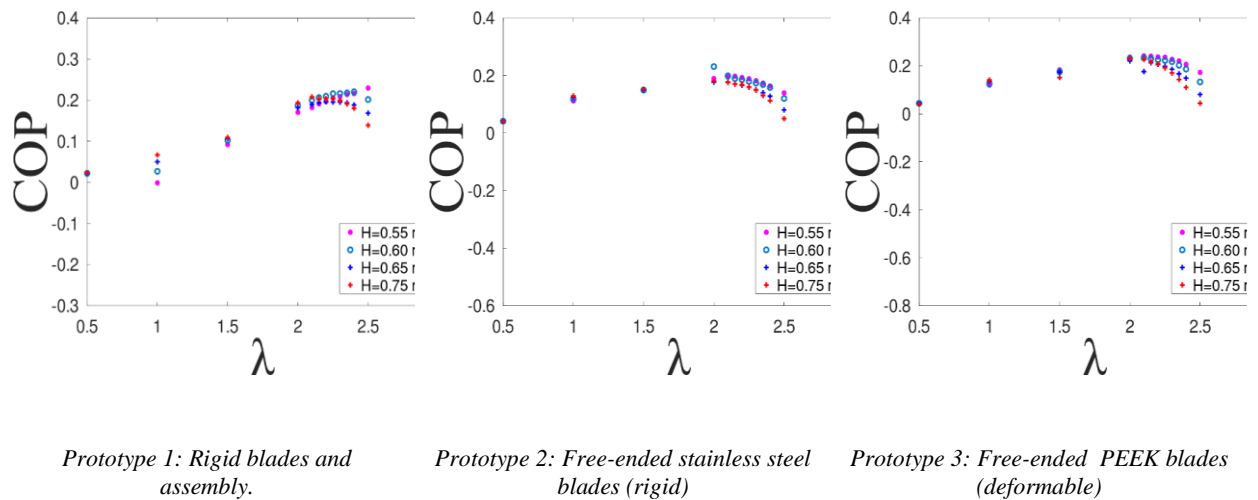 0.4
0.3
0.2
0.1
0
-0.1
-0.2
-0.3
0.5 1 1.5 2 2.5
COP
λ
H=0.55 r
H=0.60 r
H=0.65 r
H=0.75 r
0.4
0.2
0
-0.2
-0.4
-0.6
0.5 1 1.5 2 2.5
COP
λ
H=0.55 r
H=0.60 r
H=0.65 r
H=0.75 r
0.4
0.2
0
-0.2
-0.4
-0.6
-0.8
0.5 1 1.5 2 2.5
COP
λ
H=0.55 r
H=0.60 r
H=0.65 r
H=0.75 r
Prototype 1: Rigid blades and
assembly.
Prototype 2: Free-ended stainless steel
blades (rigid)
Prototype 3: Free-ended PEEK blades
(deformable)